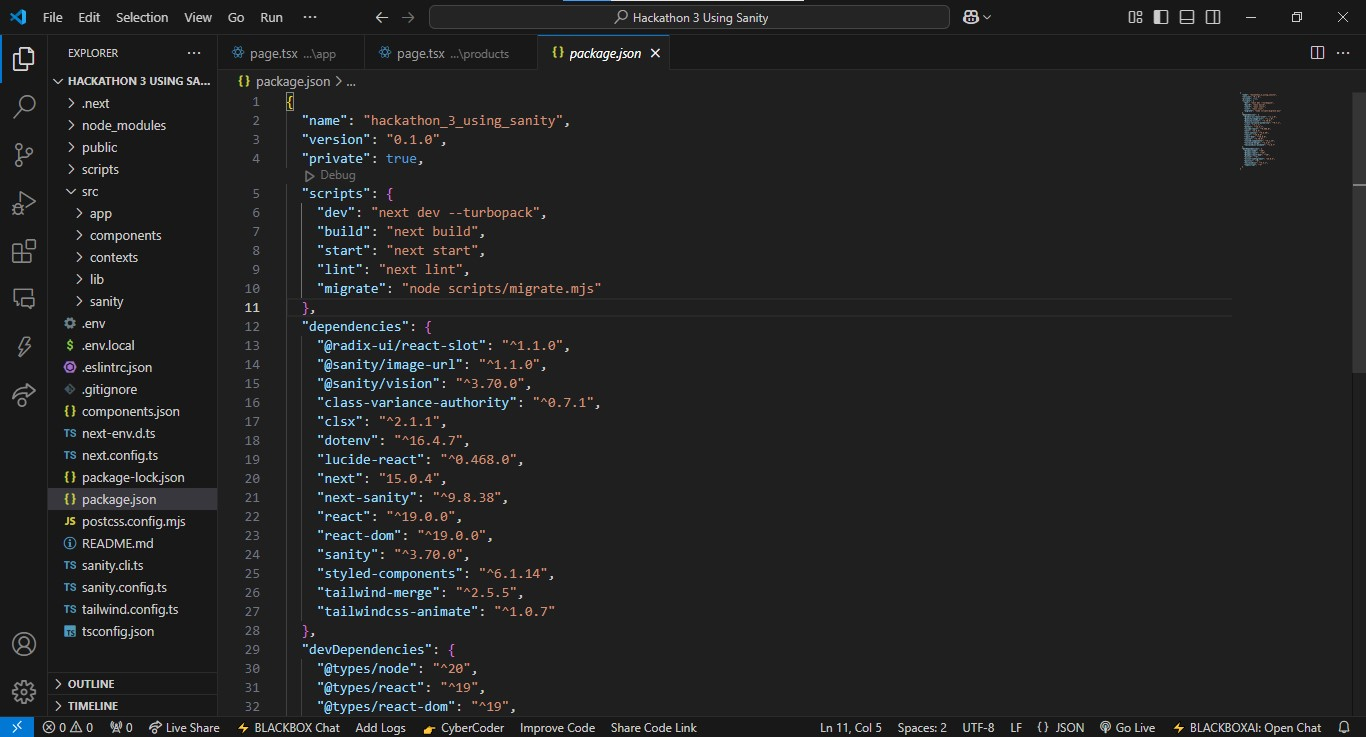 File Edit Selection View Go Run ··· Hackathon 3 Using Sanity
EXPLORER ···
HACKATHON 3 USING SA...
.next
node_modules
public
scripts
src
app
components
contexts
lib
sanity
.env
$ .env.local
.eslintrc.json
.gitignore
{} components.json
TS next-env.d.ts
TS next.config.ts
{} package-lock.json
{} package.json
JS postcss.config.mjs
README.md
TS sanity.cli.ts
TS sanity.config.ts
TS tailwind.config.ts
TS tsconfig.json
OUTLINE
TIMELINE
page.tsx ...\app page.tsx ...\products {} package.json
{} package.json > ...
1 {
2 "name": "hackathon_3_using_sanity",
3 "version": "0.1.0",
4 "private": true,
Debug
5 "scripts": {
6 "dev": "next dev --turbopack",
7 "build": "next build",
8 "start": "next start",
9 "lint": "next lint",
10 "migrate": "node scripts/migrate.mjs"
11 },
12 "dependencies": {
13 "@radix-ui/react-slot": "^1.1.0",
14 "@sanity/image-url": "^1.1.0",
15 "@sanity/vision": "^3.70.0",
16 "class-variance-authority": "^0.7.1",
17 "clsx": "^2.1.1",
18 "dotenv": "^16.4.7",
19 "lucide-react": "^0.468.0",
20 "next": "15.0.4",
21 "next-sanity": "^9.8.38",
22 "react": "^19.0.0",
23 "react-dom": "^19.0.0",
24 "sanity": "^3.70.0",
25 "styled-components": "^6.1.14",
26 "tailwind-merge": "^2.5.5",
27 "tailwindcss-animate": "^1.0.7"
28 },
29 "devDependencies": {
30 "@types/node": "^20",
31 "@types/react": "^19",
32 "@types/react-dom": "^19",
0 0 0 Live Share BLACKBOX Chat Add Logs CyberCoder Improve Code Share Code Link Ln 11, Col 5 Spaces: 2 UTF-8 LF {} JSON Go Live BLACKBOXAI: Open Chat